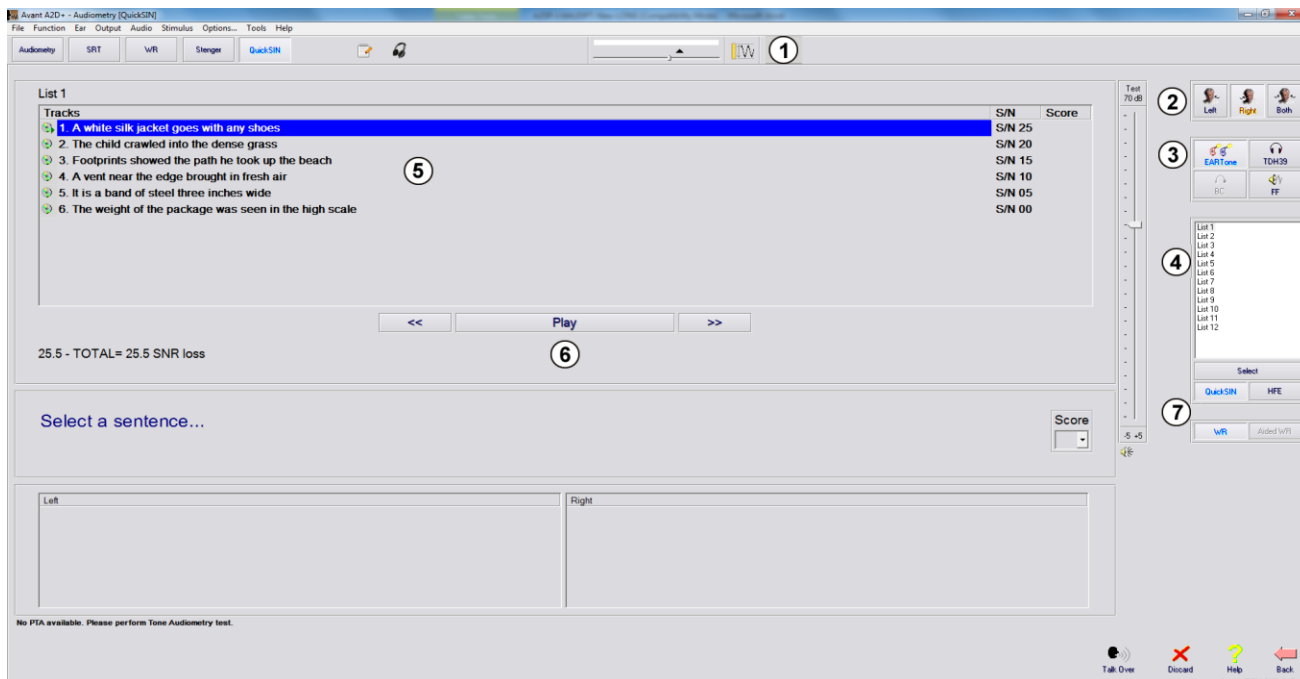 Avant A2D+ - Audiometry [QuickSIN]
File Function Ear Output Audio Stimulus Options... Tools Help
Audiometry SRT WR Stenger QuickSIN 1
List 1
Tracks S/N Score
1. A white silk jacket goes with any shoes S/N 25
2. The child crawled into the dense grass S/N 20
3. Footprints showed the path he took up the beach S/N 15
4. A vent near the edge brought in fresh air S/N 10
5. It is a band of steel three inches wide S/N 05
6. The weight of the package was seen in the high scale S/N 00
5
<< Play >>
6
25.5 - TOTAL= 25.5 SNR loss
Select a sentence...
Score
Left Right
No PTA available. Please perform Tone Audiometry test.
Test
70 dB
-5 +5
2
Left Right Both
3
EARTone TDH39
BC FF
4
List 1
List 2
List 3
List 4
List 5
List 6
List 7
List 8
List 9
List 10
List 11
List 12
Select
QuickSIN HFE
7
WR Aided WR
Talk Over Discard Help Back